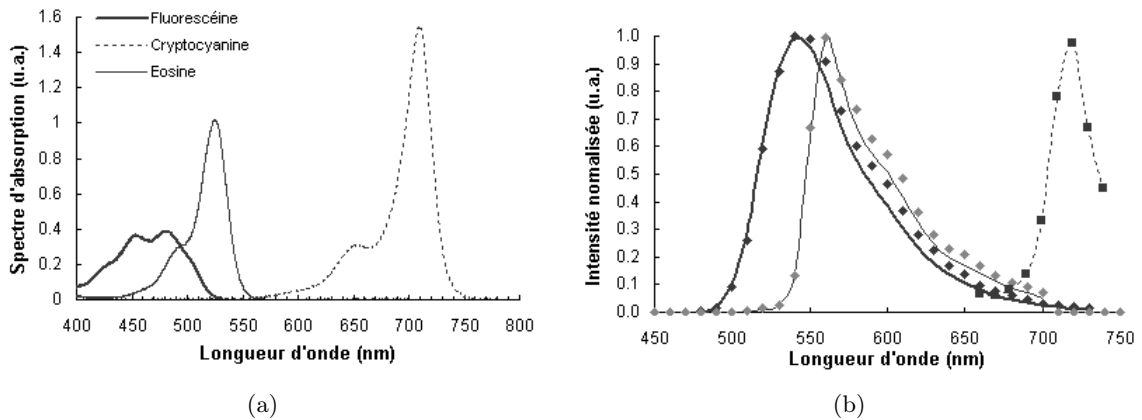 Spectre d'absorption (u.a.)
1.6
1.4
1.2
1
0.8
0.6
0.4
0.2
0
Fluorescéine
Cryptocyanine
Eosine
400 450 500 550 600 650 700 750 800
Longueur d'onde (nm)
(a)
Intensité nomalisée (u.a.)
1.0
0.9
0.8
0.7
0.6
0.5
0.4
0.3
0.2
0.1
0.0
450 500 550 600 650 700 750
Longueur d'onde (nm)
(b)